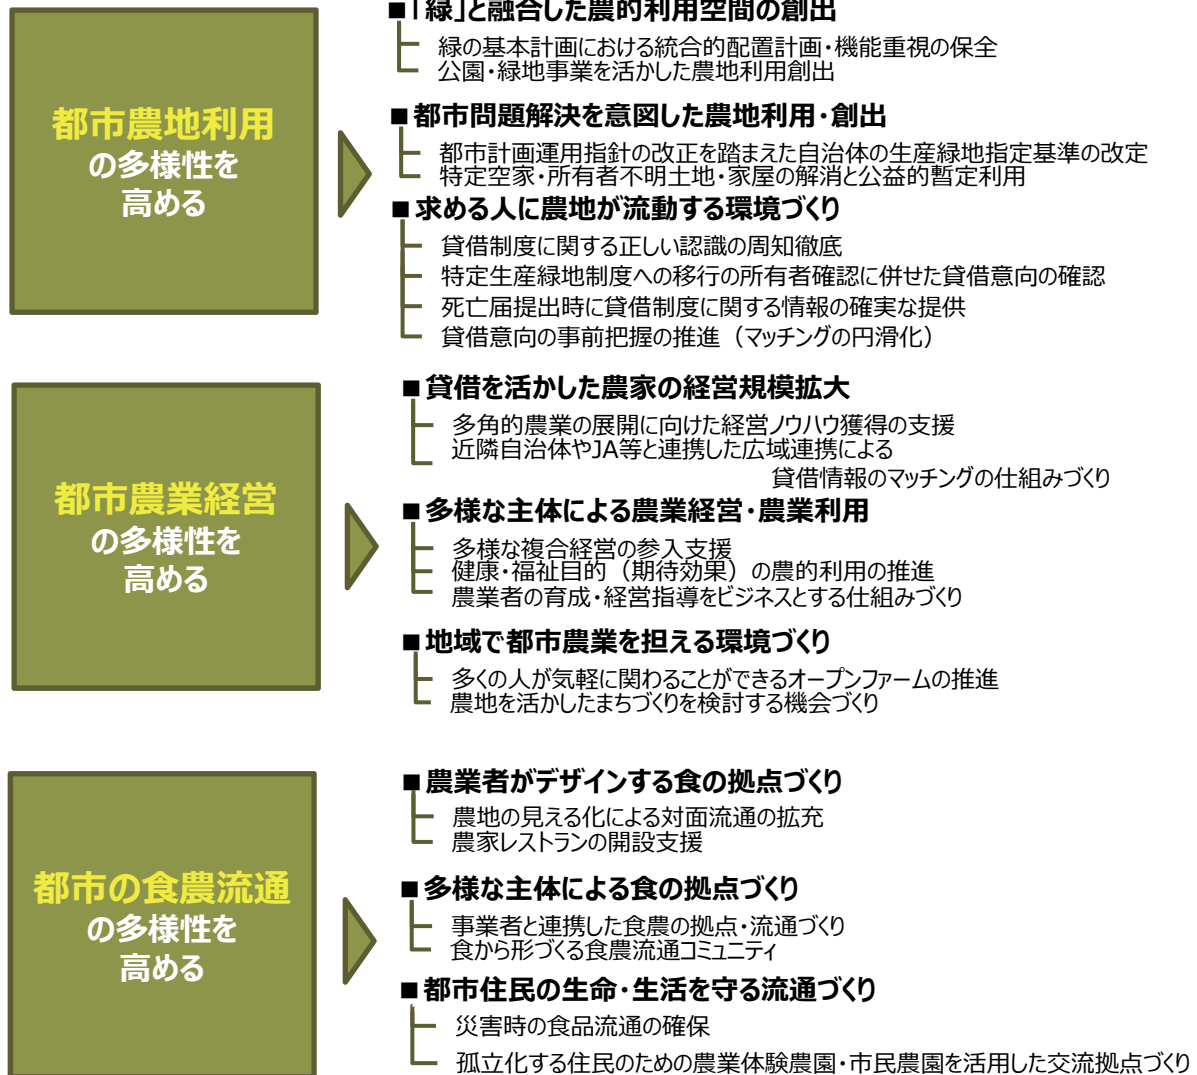 ■「緑」と融合した農的利用空間の創出
緑の基本計画における統合的配置計画・機能重視の保全
公園・緑地事業を活かした農地利用創出
都市農地利用
の多様性を
高める
■都市問題解決を意図した農地利用・創出
都市計画運用指針の改正を踏まえた自治体の生産緑地指定基準の改定
特定空家・所有者不明土地・家屋の解消と公益的暫定利用
■求める人に農地が流動する環境づくり
貸借制度に関する正しい認識の周知徹底
特定生産緑地制度への移行の所有者確認に併せた貸借意向の確認
死亡届提出時に貸借制度に関する情報の確実な提供
貸借意向の事前把握の推進（マッチングの円滑化）
都市農業経営
の多様性を
高める
■貸借を活かした農家の経営規模拡大
多角的農業の展開に向けた経営ノウハウ獲得の支援
近隣自治体やJA等と連携した広域連携による
貸借情報のマッチングの仕組みづくり
■多様な主体による農業経営・農業利用
多様な複合経営の参入支援
健康・福祉目的（期待効果）の農的利用の推進
農業者の育成・経営指導をビジネスとする仕組みづくり
■地域で都市農業を担える環境づくり
多くの人が気軽に関わることができるオープンファームの推進
農地を活かしたまちづくりを検討する機会づくり
都市の食農流通
の多様性を
高める
■農業者がデザインする食の拠点づくり
農地の見える化による対面流通の拡充
農家レストランの開設支援
■多様な主体による食の拠点づくり
事業者と連携した食農の拠点・流通づくり
食から形づくる食農流通コミュニティ
■都市住民の生命・生活を守る流通づくり
災害時の食品流通の確保
孤立化する住民のための農業体験農園・市民農園を活用した交流拠点づくり